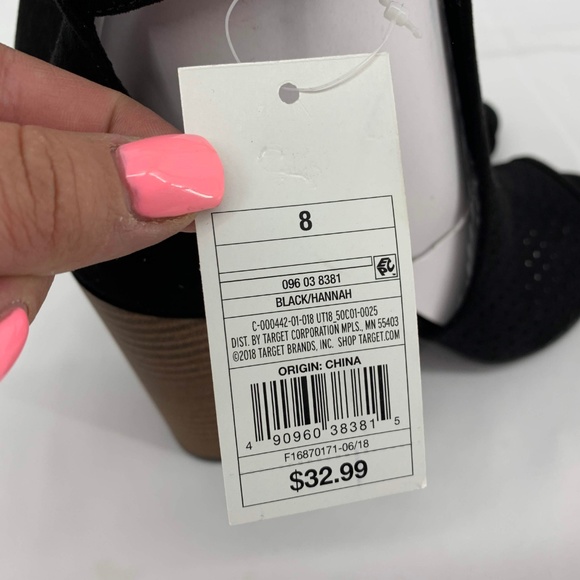 8
096 03 8381
BLACK/HANNAH
C-000442-01-018 UT18_50C01-0025
DIST. BY TARGET CORPORATION MPLS., MN 55403
©2018 TARGET BRANDS, INC. SHOP TARGET.COM
ORIGIN: CHINA
4 90960 38381 5
F16870171-06/18
$32.99